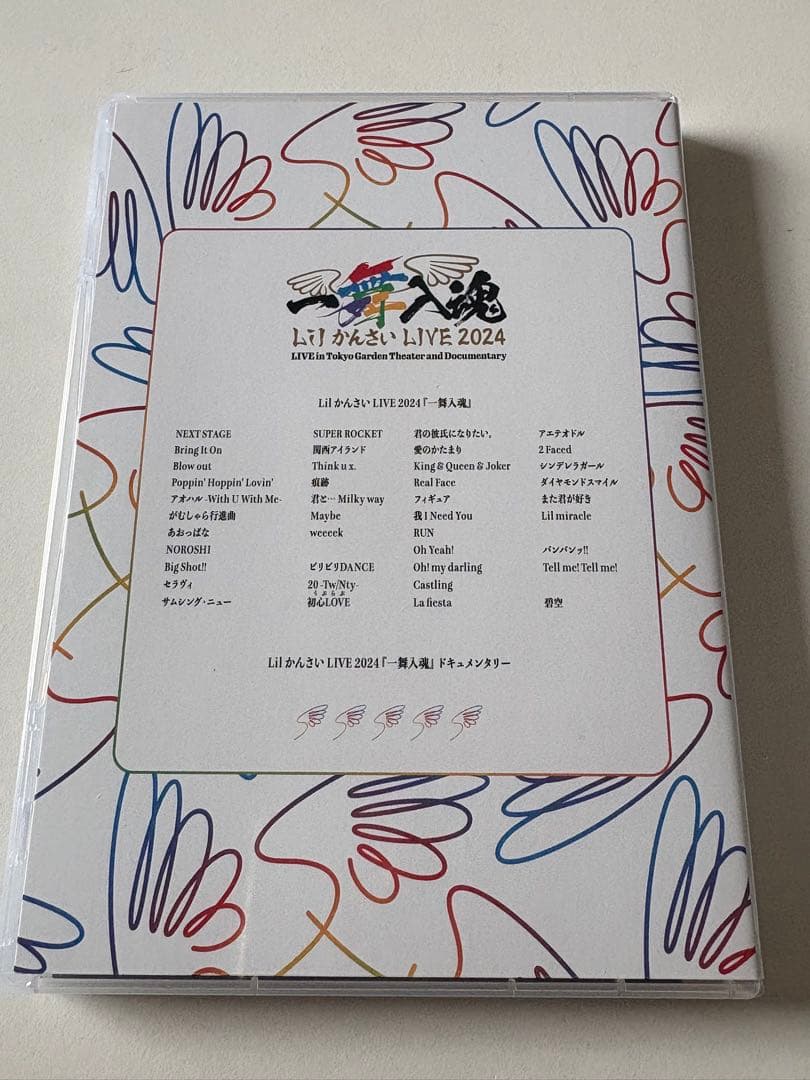 一舞入魂
Lil かんさい LIVE 2024
LIVE in Tokyo Garden Theater and Documentary
Lil かんさい LIVE 2024『一舞入魂』
NEXT STAGE
Bring It On
Blow out
Poppin' Hoppin' Lovin'
アオハル -With U With Me-
がむしゃら行進曲
あおっぱな
NOROSHI
Big Shot!!
セラヴィ
サムシング・ニュー
SUPER ROCKET
関西アイランド
Think u x.
痕跡
君と… Milky way
Maybe
weeeek
ビリビリDANCE
20 -Tw/Nty-
うぶらぶ
初心LOVE
君の彼氏になりたい。
愛のかたまり
King & Queen & Joker
Real Face
フィギュア
我 I Need You
RUN
Oh Yeah!
Oh! my darling
Castling
La fiesta
アエテオドル
2 Faced
シンデレラガール
ダイヤモンドスマイル
また君が好き
Lil miracle
バンバンッ!!
Tell me! Tell me!
碧空
Lil かんさい LIVE 2024『一舞入魂』ドキュメンタリー